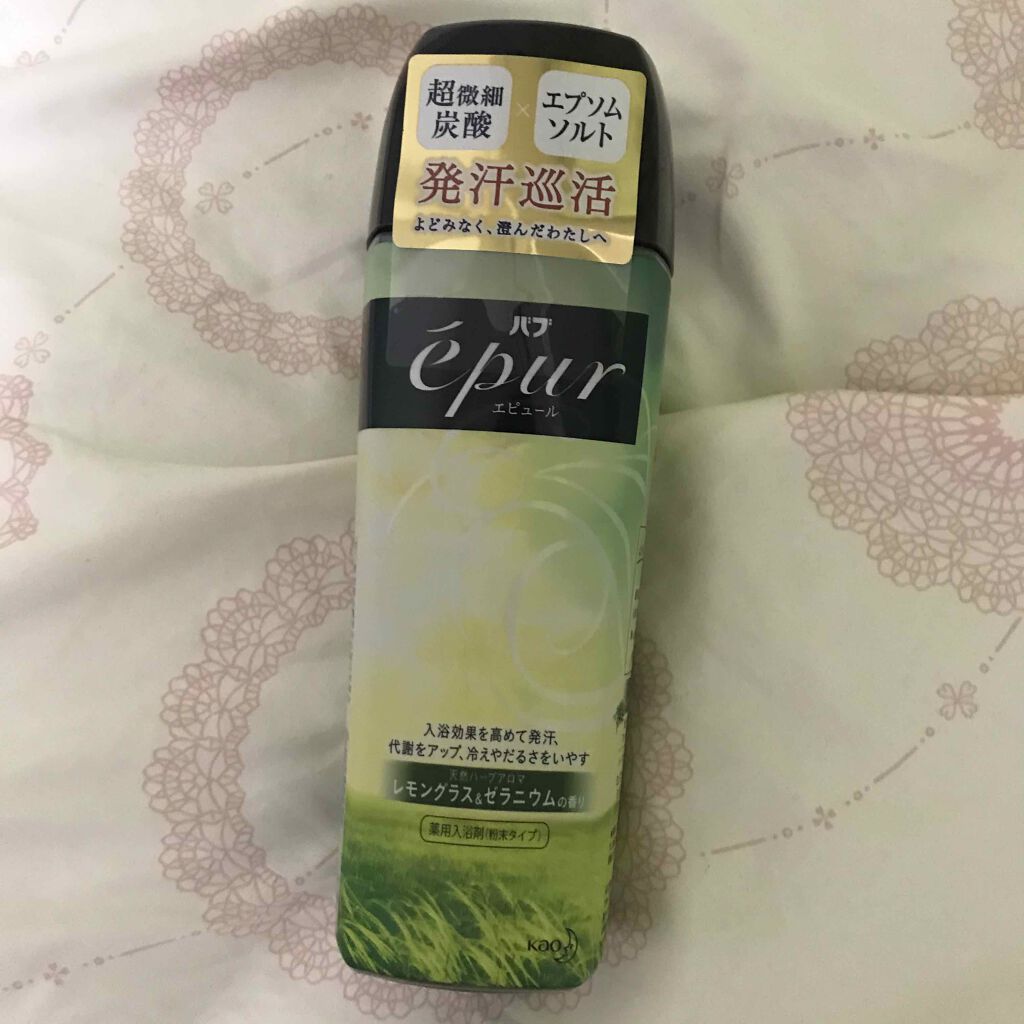 超微細
炭酸
×
エプソム
ソルト
発汗巡活
よどみなく、澄んだわたしへ
バブ
épur
エピュール
入浴効果を高めて発汗、
代謝をアップ、冷えやだるさをいやす
天然ハーブアロマ
レモングラス&ゼラニウムの香り
薬用入浴剤(粉末タイプ)
Kao